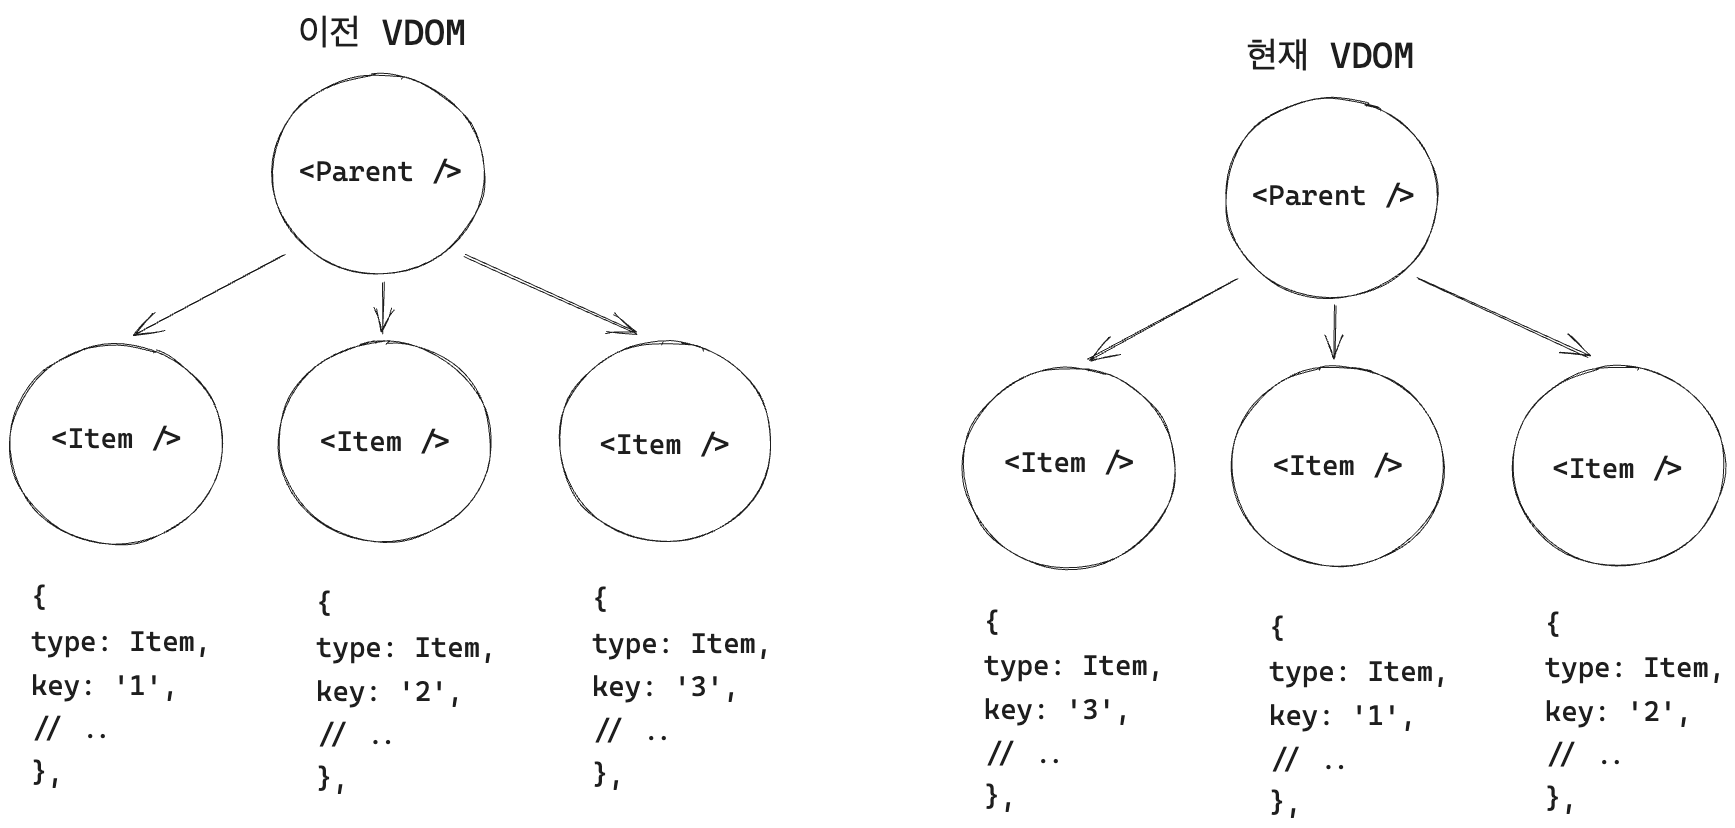 이전 VDOM
<Parent />
<Item />
<Item />
<Item />
{
type: Item,
key: '1',
// ..
},
{
type: Item,
key: '2',
// ..
},
{
type: Item,
key: '3',
// ..
},
현재 VDOM
<Parent />
<Item />
<Item />
<Item />
{
type: Item,
key: '3',
// ..
},
{
type: Item,
key: '1',
// ..
},
{
type: Item,
key: '2',
// ..
},